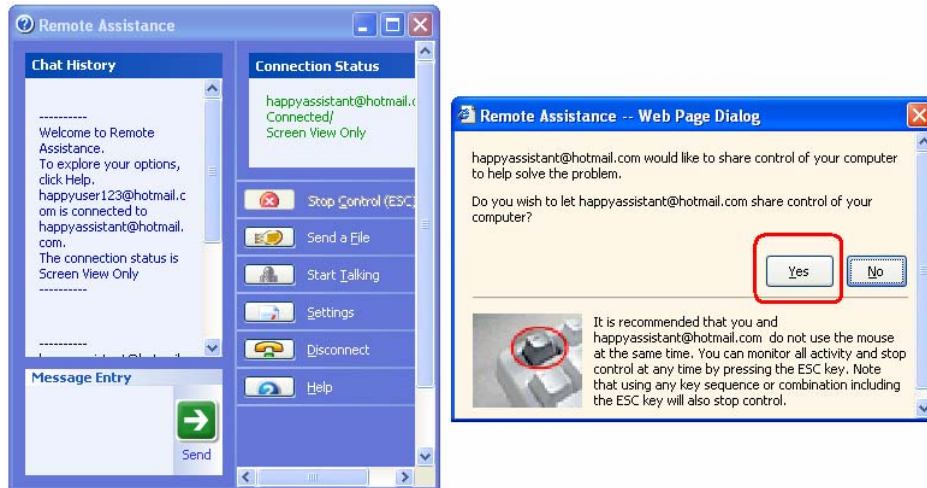 Remote Assistance
Chat History
----------
Welcome to Remote
Assistance.
To explore your options,
click Help.
happyuser123@hotmail.c
om is connected to
happyassistant@hotmail.
com.
The connection status is
Screen View Only
----------
----------
Message Entry
Send
Connection Status
happyassistant@hotmail.c
Connected/
Screen View Only
Stop Control (ESC)
Send a File
Start Talking
Settings
Disconnect
Help
Remote Assistance -- Web Page Dialog
happyassistant@hotmail.com would like to share control of your computer
to help solve the problem.
Do you wish to let happyassistant@hotmail.com share control of your
computer?
Yes
No
It is recommended that you and
happyassistant@hotmail.com do not use the mouse
at the same time. You can monitor all activity and stop
control at any time by pressing the ESC key. Note
that using any key sequence or combination including
the ESC key will also stop control.